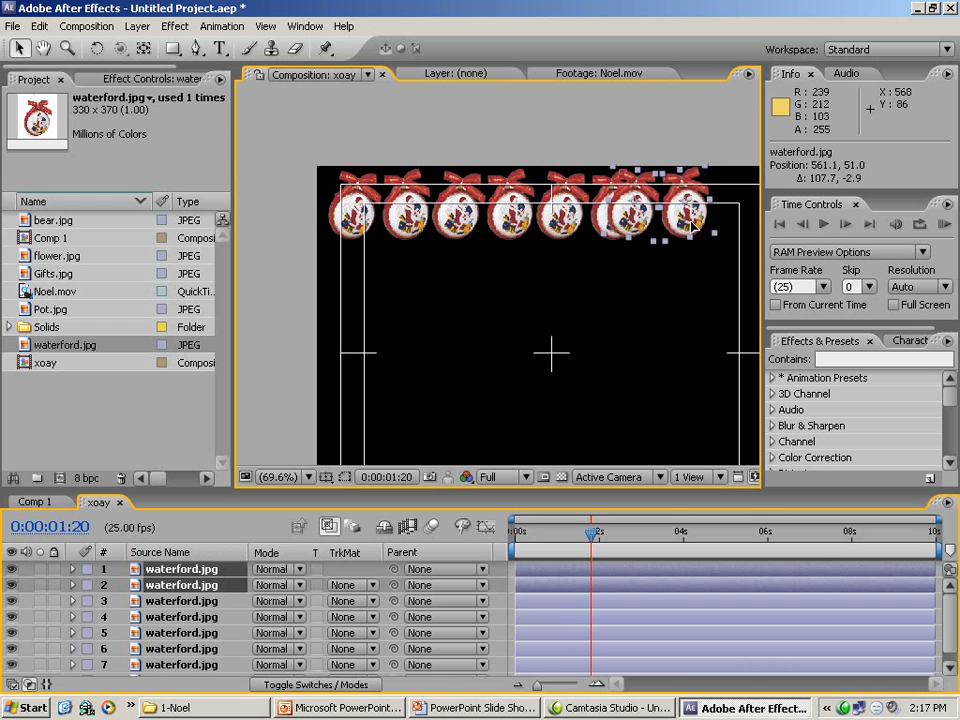 Adobe After Effects - Untitled Project.aep *
File Edit Composition Layer Effect Animation View Window Help
Workspace: Standard
Project Effect Controls: water
waterford.jpg, used 1 times
330 x 370 (1.00)
Millions of Colors
Name Type
bear.jpg JPEG
Comp 1 Composi
flower.jpg JPEG
Gifts.jpg JPEG
Noel.mov QuickTi
Pot.jpg JPEG
Solids Folder
waterford.jpg JPEG
xoay Composi
8 bpc
Composition: xoay Layer: (none) Footage: Noel.mov
(69.6%) 0:00:01:20 Full Active Camera 1 View
Info Audio
R : 239 X : 568
G : 212 Y : 86
B : 103
A : 255
waterford.jpg
Position: 561.1, 51.0
Δ: 107.7, -2.9
Time Controls
RAM Preview Options
Frame Rate Skip Resolution
(25) 0 Auto
From Current Time Full Screen
Effects & Presets Charact
Contains:
* Animation Presets
3D Channel
Audio
Blur & Sharpen
Channel
Color Correction
Comp 1 xoay
0:00:01:20 (25.00 fps)
:00s 2s 04s 06s 08s 10s
# Source Name Mode T TrkMat Parent
1 waterford.jpg Normal None
2 waterford.jpg Normal None None
3 waterford.jpg Normal None None
4 waterford.jpg Normal None None
5 waterford.jpg Normal None None
6 waterford.jpg Normal None None
7 waterford.jpg Normal None None
Toggle Switches / Modes
Start 1-Noel Microsoft PowerPoint... PowerPoint Slide Sho... Camtasia Studio - Un... Adobe After Effec... 2:17 PM